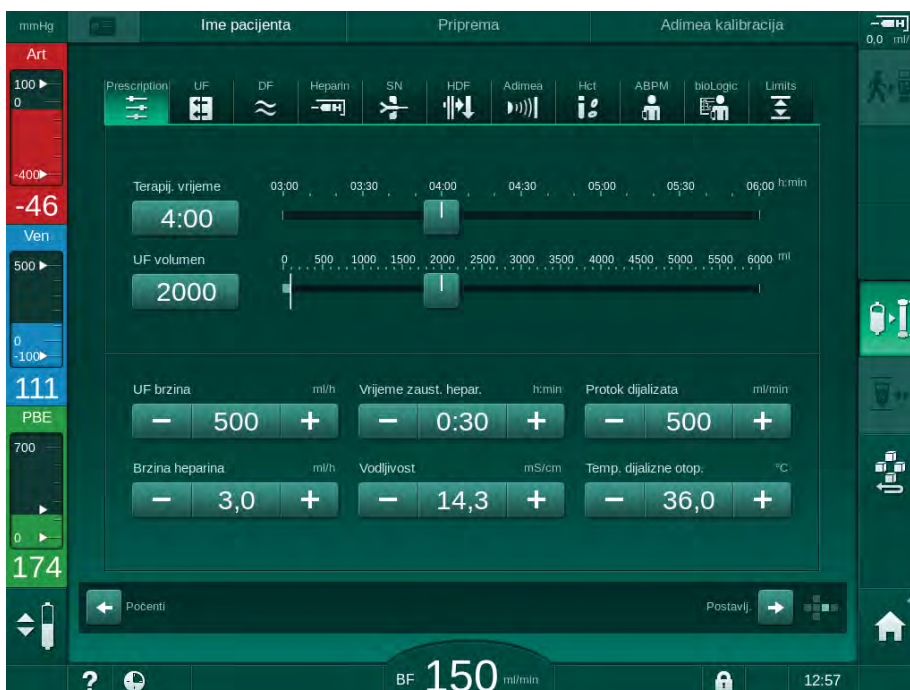 mmHg
Ime pacijenta
Priprema
Adimea kalibracija
0,0 ml/
Art
100
0
-400
-46
Ven
500
0
-100
111
PBE
700
0
174
Prescription
UF
DF
Heparin
SN
HDF
Adimea
Hct
ABPM
bioLogic
Limits
Terapij. vrijeme
4:00
03:00 03:30 04:00 04:30 05:00 05:30 06:00 h:min
UF volumen
2000
0 500 1000 1500 2000 2500 3000 3500 4000 4500 5000 5500 6000 ml
UF brzina ml/h
– 500 +
Vrijeme zaust. hepar. h:min
– 0:30 +
Protok dijalizata ml/min
– 500 +
Brzina heparina ml/h
– 3,0 +
Vodljivost mS/cm
– 14,3 +
Temp. dijalizne otop. °C
– 36,0 +
Počenti
Postavlj.
?
BF 150 ml/min
12:57